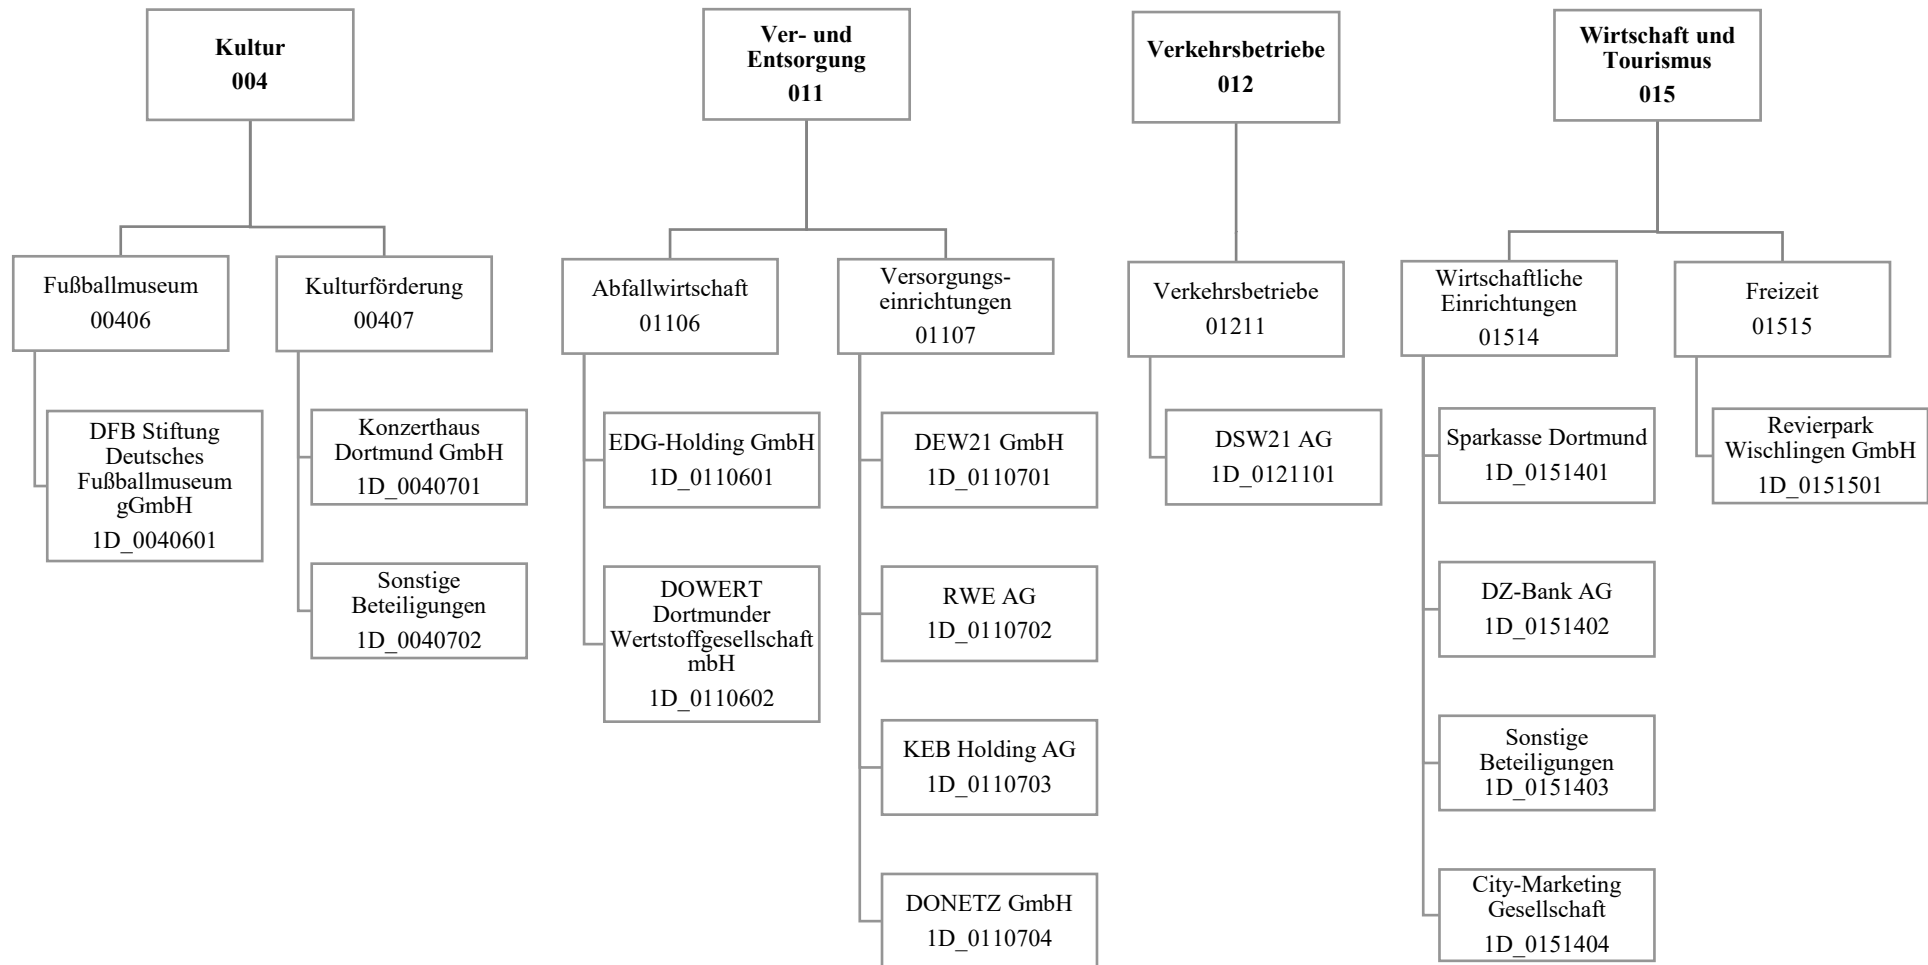 Kultur
004
Ver- und
Entsorgung
011
Verkehrsbetriebe
012
Wirtschaft und
Tourismus
015
Fußballmuseum
00406
Kulturförderung
00407
Abfallwirtschaft
01106
Versorgungs-
einrichtungen
01107
Verkehrsbetriebe
01211
Wirtschaftliche
Einrichtungen
01514
Freizeit
01515
DFB Stiftung
Deutsches
Fußballmuseum
gGmbH
1D_0040601
Konzerthaus
Dortmund GmbH
1D_0040701
Sonstige
Beteiligungen
1D_0040702
EDG-Holding GmbH
1D_0110601
DOWERT
Dortmunder
Wertstoffgesellschaft
mbH
1D_0110602
DEW21 GmbH
1D_0110701
RWE AG
1D_0110702
KEB Holding AG
1D_0110703
DONETZ GmbH
1D_0110704
DSW21 AG
1D_0121101
Sparkasse Dortmund
1D_0151401
DZ-Bank AG
1D_0151402
Sonstige
Beteiligungen
1D_0151403
City-Marketing
Gesellschaft
1D_0151404
Revierpark
Wischlingen GmbH
1D_0151501